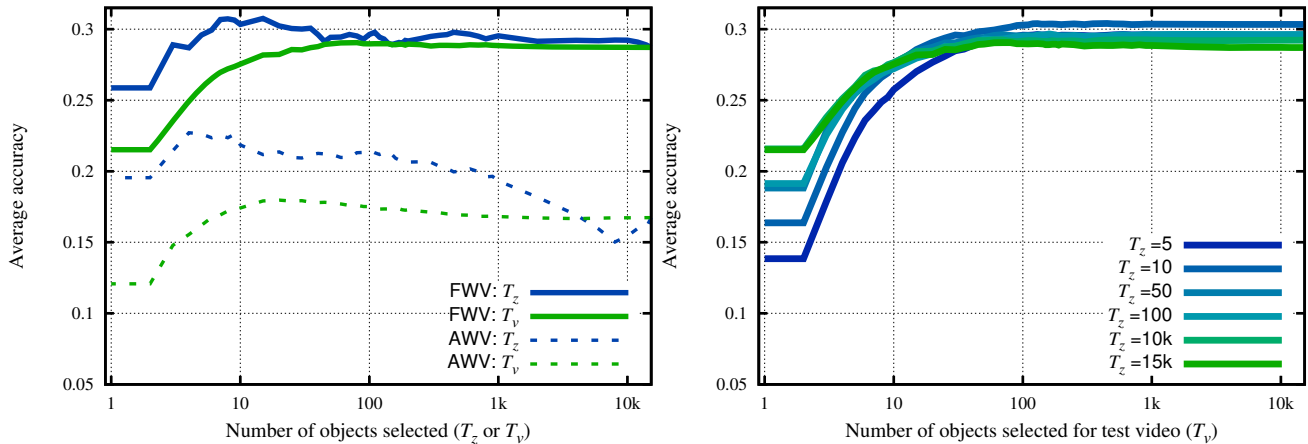 0.3
0.25
0.2
0.15
0.1
0.05
Average accuracy
FWV: T_z
FWV: T_v
AWV: T_z
AWV: T_v
1 10 100 1k 10k
Number of objects selected (T_z or T_v)
0.3
0.25
0.2
0.15
0.1
0.05
Average accuracy
T_z =5
T_z =10
T_z =50
T_z =100
T_z =10k
T_z =15k
1 10 100 1k 10k
Number of objects selected for test video (T_v)